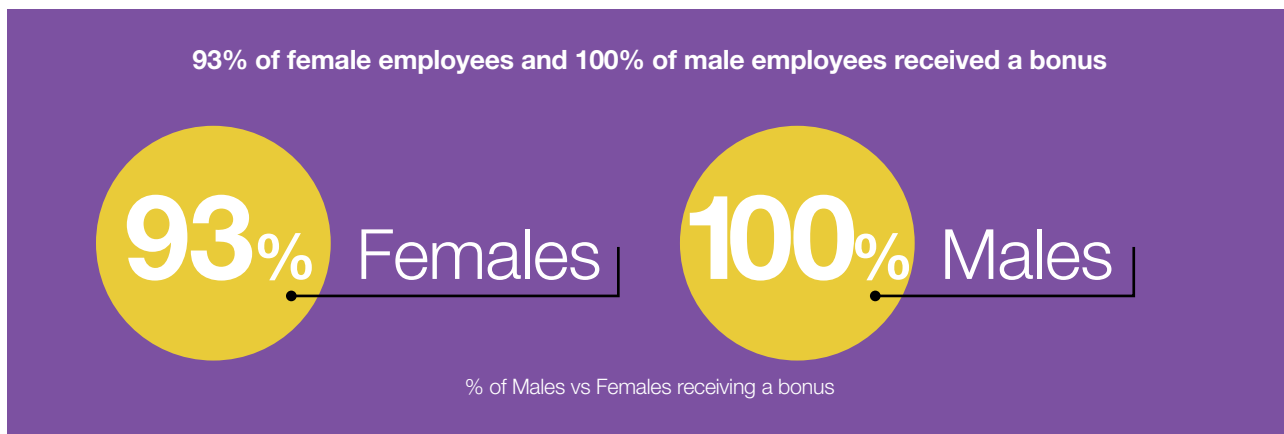 93% of female employees and 100% of male employees received a bonus
93% Females
100% Males
% of Males vs Females receiving a bonus